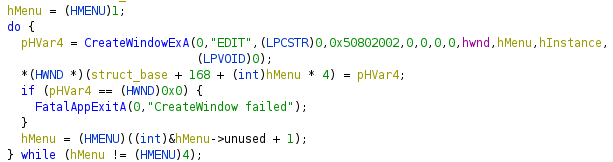 hMenu = (HMENU)1;
do {
pHVar4 = CreateWindowExA(0,"EDIT",(LPCSTR)0,0x50802002,0,0,0,0,hwnd,hMenu,hInstance,
(LPVOID)0);
*(HWND *)(struct_base + 168 + (int)hMenu * 4) = pHVar4;
if (pHVar4 == (HWND)0x0) {
FatalAppExitA(0,"CreateWindow failed");
}
hMenu = (HMENU)((int)&hMenu->unused + 1);
} while (hMenu != (HMENU)4);